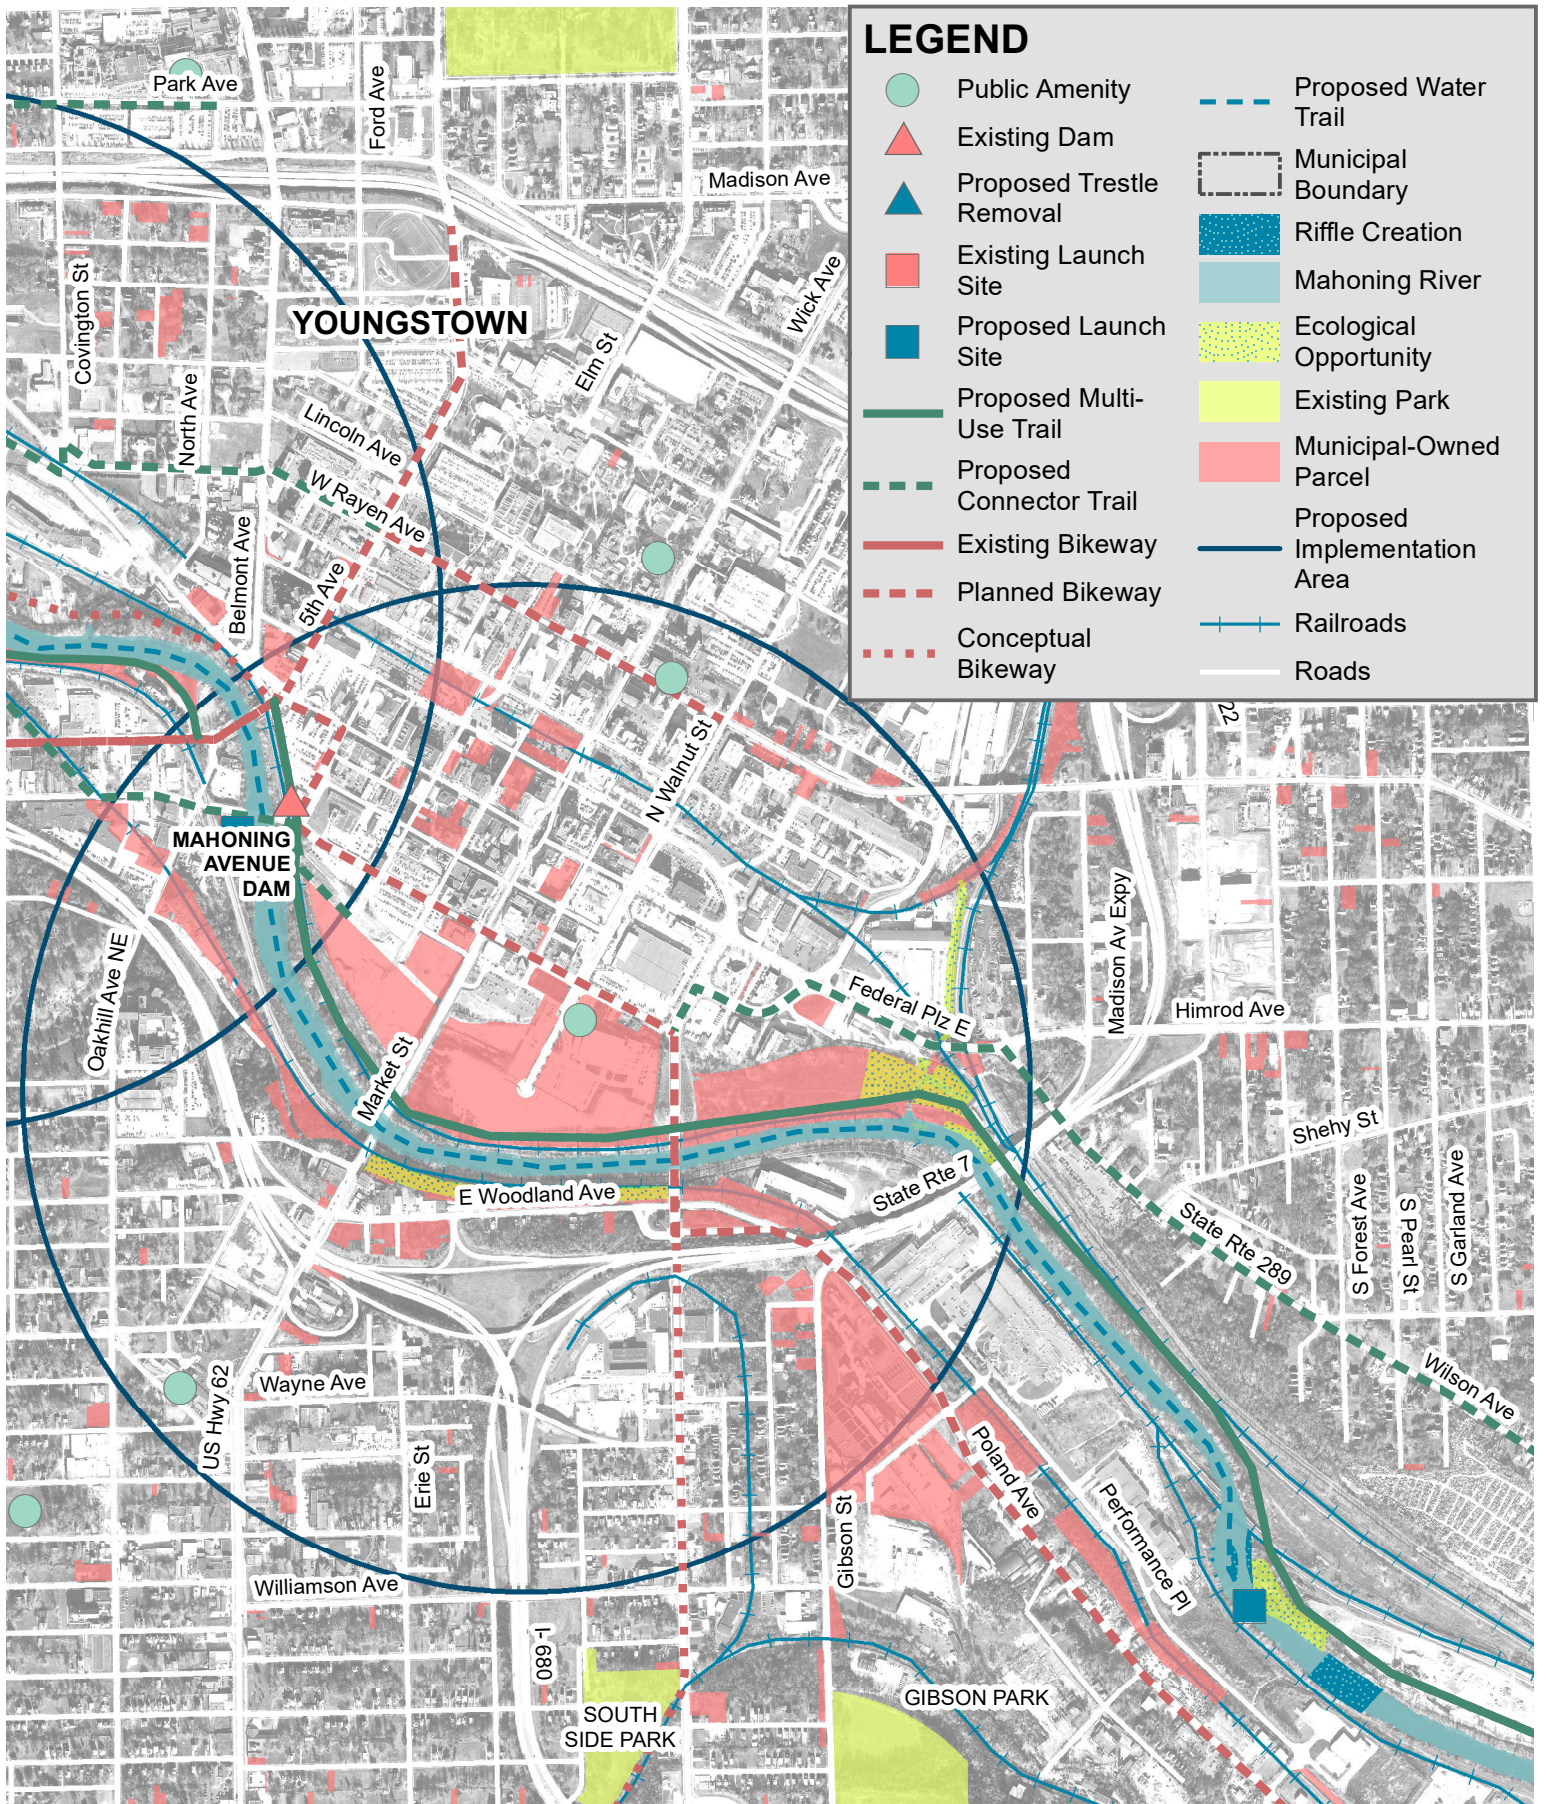 LEGEND
Public Amenity
Existing Dam
Proposed Trestle
Removal
Existing Launch
Site
Proposed Launch
Site
Proposed Multi-
Use Trail
Proposed
Connector Trail
Existing Bikeway
Planned Bikeway
Conceptual
Bikeway
Proposed Water
Trail
Municipal
Boundary
Riffle Creation
Mahoning River
Ecological
Opportunity
Existing Park
Municipal-Owned
Parcel
Proposed
Implementation
Area
Railroads
Roads
Park Ave
Ford Ave
Madison Ave
Covington St
YOUNGSTOWN
Wick Ave
Elm St
North Ave
Lincoln Ave
W Rayen Ave
Belmont Ave
5th Ave
N Walnut St
22
MAHONING
AVENUE
DAM
Oakhill Ave NE
Market St
Federal Plz E
Madison Av Expy
Himrod Ave
Shehy St
State Rte 7
E Woodland Ave
State Rte 289
S Forest Ave
S Pearl St
S Garland Ave
Wilson Ave
US Hwy 62
Wayne Ave
Erie St
Poland Ave
Performance Pl
Gibson St
Williamson Ave
I-680
SOUTH
SIDE PARK
GIBSON PARK